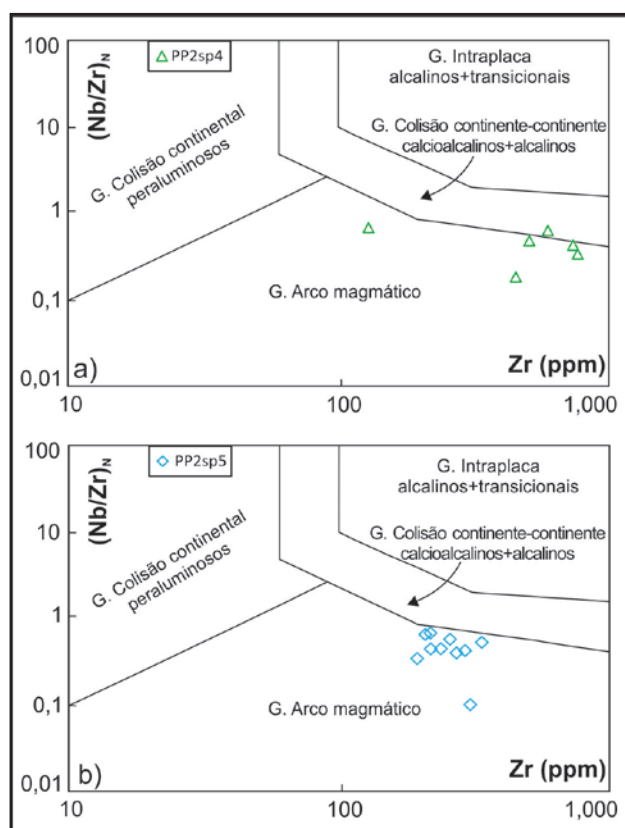 100
10
1
0,1
0,01
(Nb/Zr)N
PP2sp4
G. Intraplaca
alcalinos+transicionais
G. Colisão continente-continente
calcioalcalinos+alcalinos
G. Colisão continental
peraluminosos
G. Arco magmático
a)
Zr (ppm)
10
100
1,000
100
10
1
0,1
0,01
(Nb/Zr)N
PP2sp5
G. Intraplaca
alcalinos+transicionais
G. Colisão continente-continente
calcioalcalinos+alcalinos
G. Colisão continental
peraluminosos
G. Arco magmático
b)
Zr (ppm)
10
100
1,000